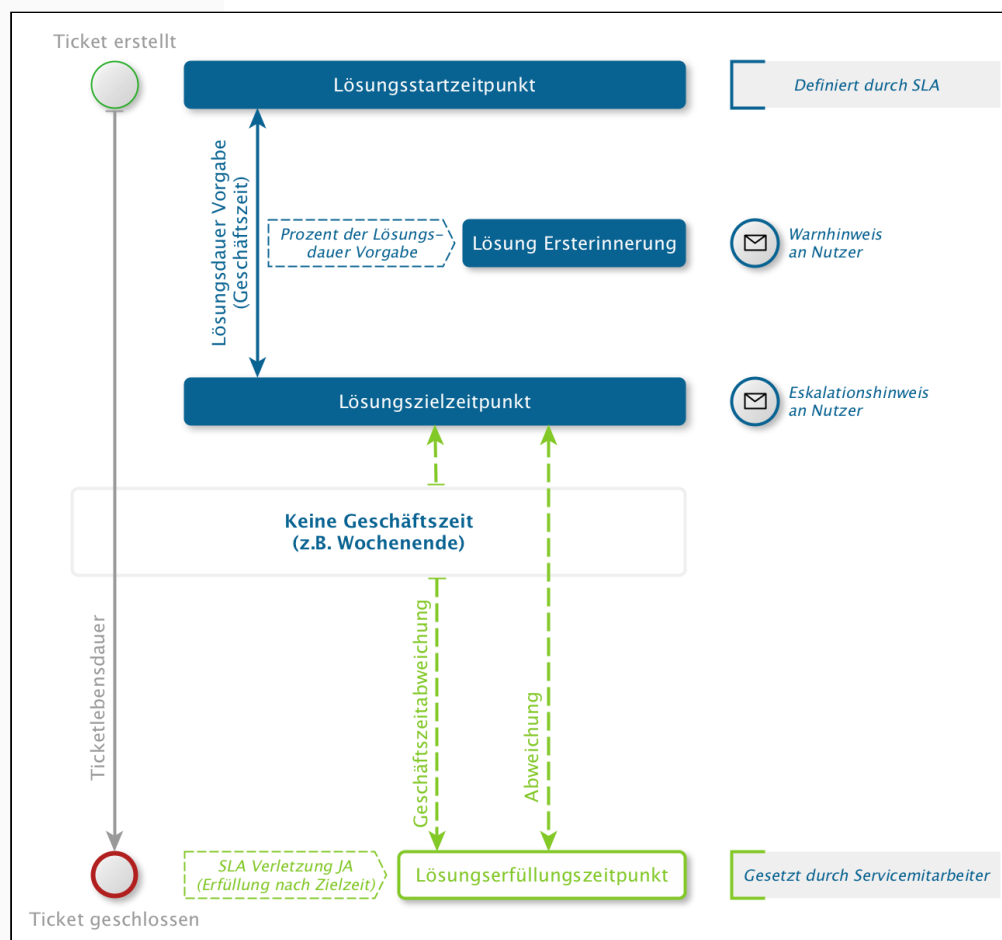 Ticket erstellt
Lösungsstartzeitpunkt
Definiert durch SLA
Lösungsdauer Vorgabe
(Geschäftszeit)
Prozent der Lösungs-
dauer Vorgabe
Lösung Ersterinnerung
Warnhinweis
an Nutzer
Lösungszielzeitpunkt
Eskalationshinweis
an Nutzer
Keine Geschäftszeit
(z.B. Wochenende)
Ticketlebensdauer
Geschäftszeitabweichung
Abweichung
SLA Verletzung JA
(Erfüllung nach Zielzeit)
Lösungserfüllungszeitpunkt
Gesetzt durch Servicemitarbeiter
Ticket geschlossen